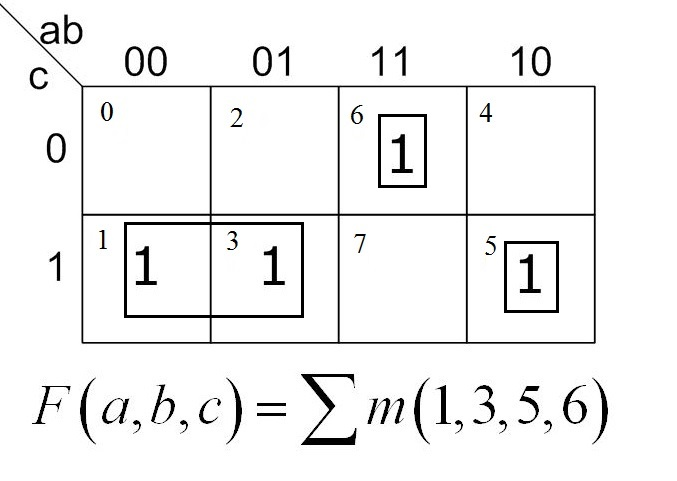 ab
c 00 01 11 10
0 0 2 6 1 4
1 1 1 3 1 7 5 1
F(a,b,c)=∑m(1,3,5,6)